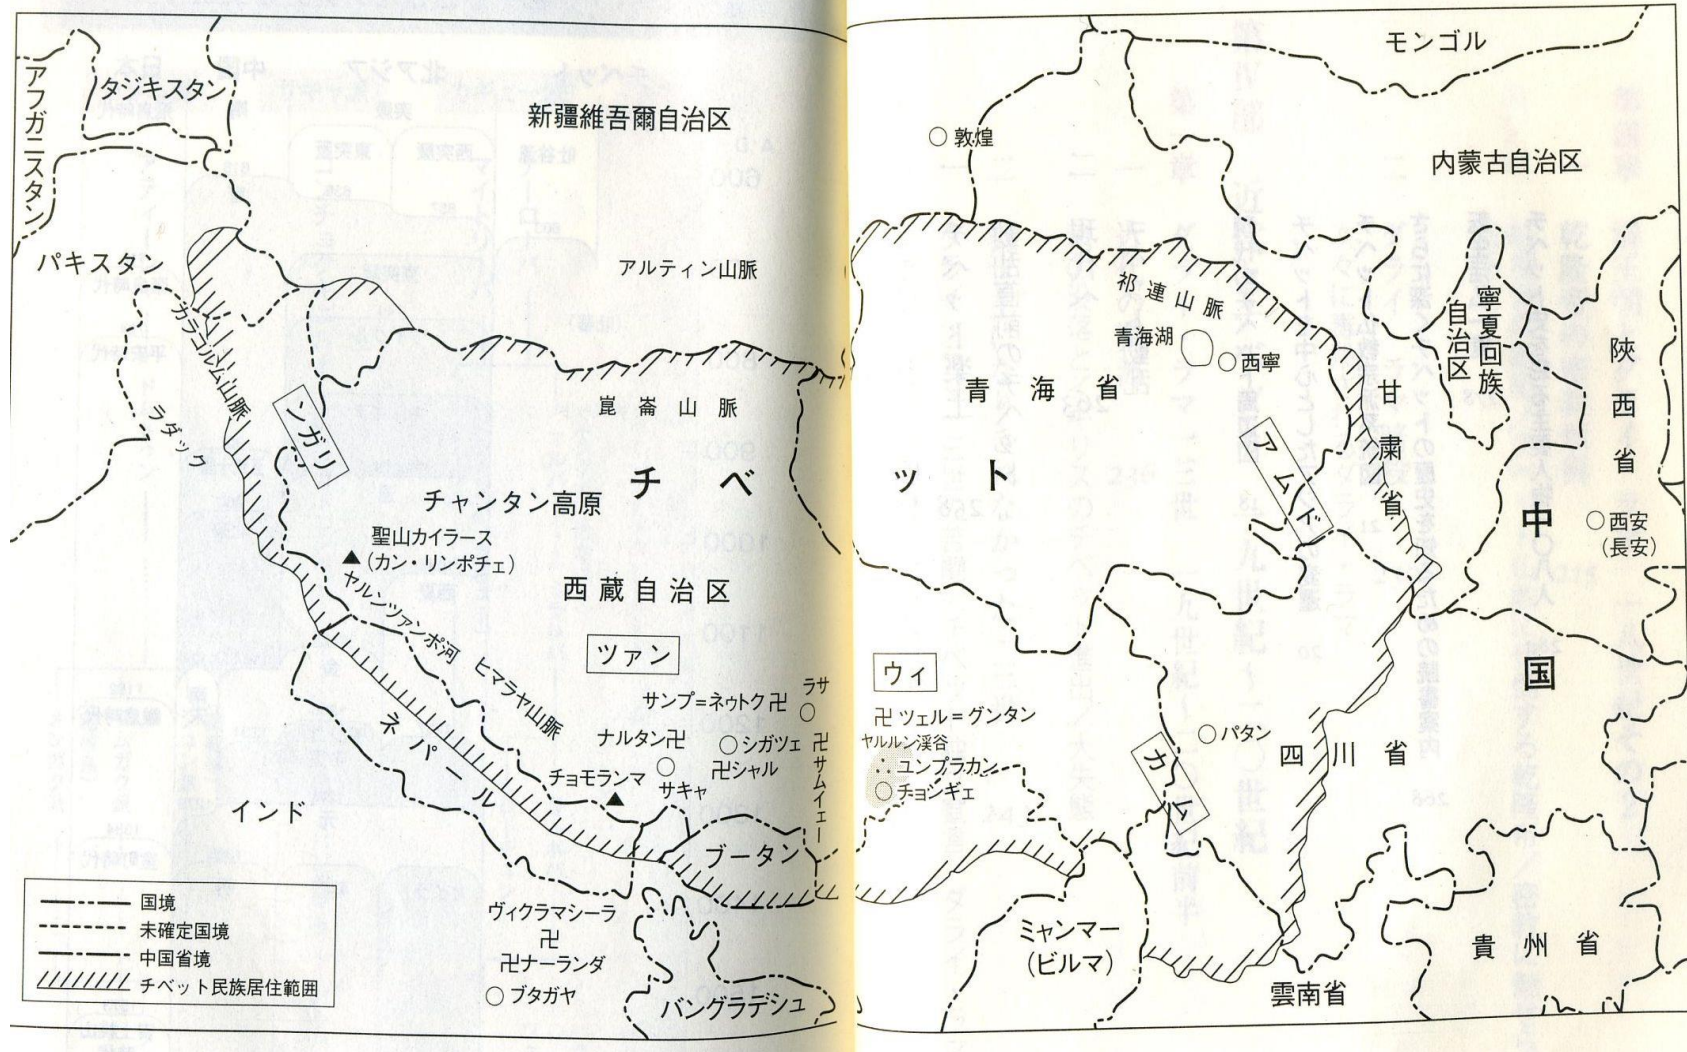 アフガニスタン
タジキスタン
新疆維吾爾自治区
パキスタン
アルティン山脈
カラコルム山脈
ラダック
ンガリ
崑崙山脈
チベ
チャンタン高原
聖山カイラース
▲(カン・リンポチェ)
西蔵自治区
ヤルンツァンポ河
ヒマラヤ山脈
ツァン
サンプ=ネゥトク卍
ラサ
○
ナルタン卍
○シガツェ
卍サムイェー
チョモランマ
▲
○
サキャ
卍シャル
ネパール
インド
ブータン
ヴィクラマシーラ
卍
卍ナーランダ
○ブタガヤ
バングラデシュ
国境
未確定国境
中国省境
チベット民族居住範囲
モンゴル
○敦煌
内蒙古自治区
祁連山脈
青海湖
○西寧
寧夏回族
自治区
青海省
甘粛省
陝西省
アムド
ット
中
○西安
(長安)
国
ウィ
卍ツェル=グンタン
ヤルルン渓谷
∴ユンブラカン
○チョンギェ
カム
○パタン
四川省
ミャンマー
(ビルマ)
雲南省
貴州省